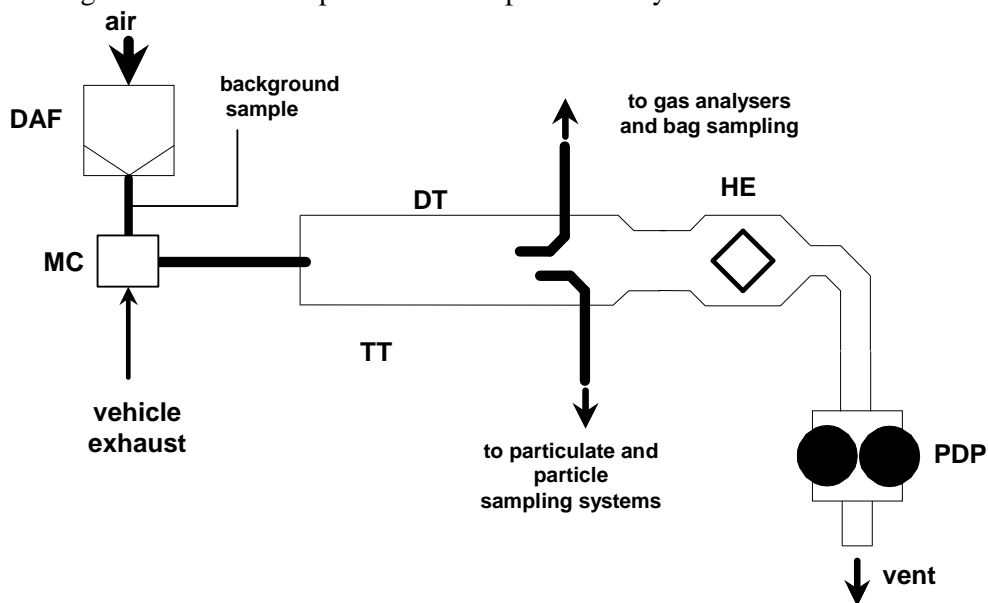 air
background
sample
DAF
to gas analysers
and bag sampling
DT
HE
MC
TT
vehicle
exhaust
to particulate and
particle
sampling systems
PDP
vent